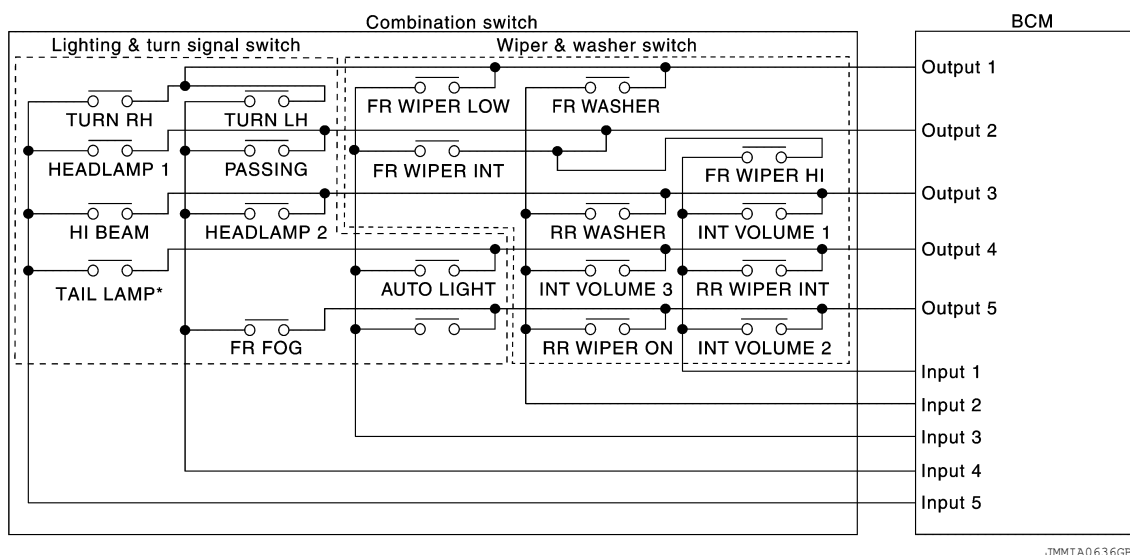 Combination switch
BCM
Lighting & turn signal switch
Wiper & washer switch
Output 1
TURN RH
TURN LH
FR WIPER LOW
FR WASHER
Output 2
HEADLAMP 1
PASSING
FR WIPER INT
FR WIPER HI
Output 3
HI BEAM
HEADLAMP 2
RR WASHER
INT VOLUME 1
Output 4
TAIL LAMP*
AUTO LIGHT
INT VOLUME 3
RR WIPER INT
Output 5
FR FOG
RR WIPER ON
INT VOLUME 2
Input 1
Input 2
Input 3
Input 4
Input 5
JMMIA0636GB